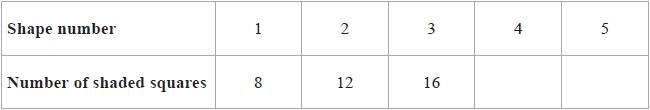 Shape number 1 2 3 4 5
Number of shaded squares 8 12 16